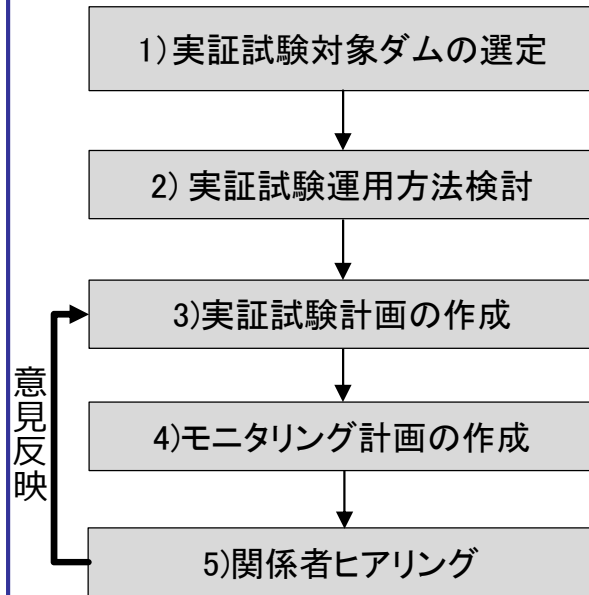 1)実証試験対象ダムの選定
2) 実証試験運用方法検討
3)実証試験計画の作成
4)モニタリング計画の作成
5)関係者ヒアリング
意見反映